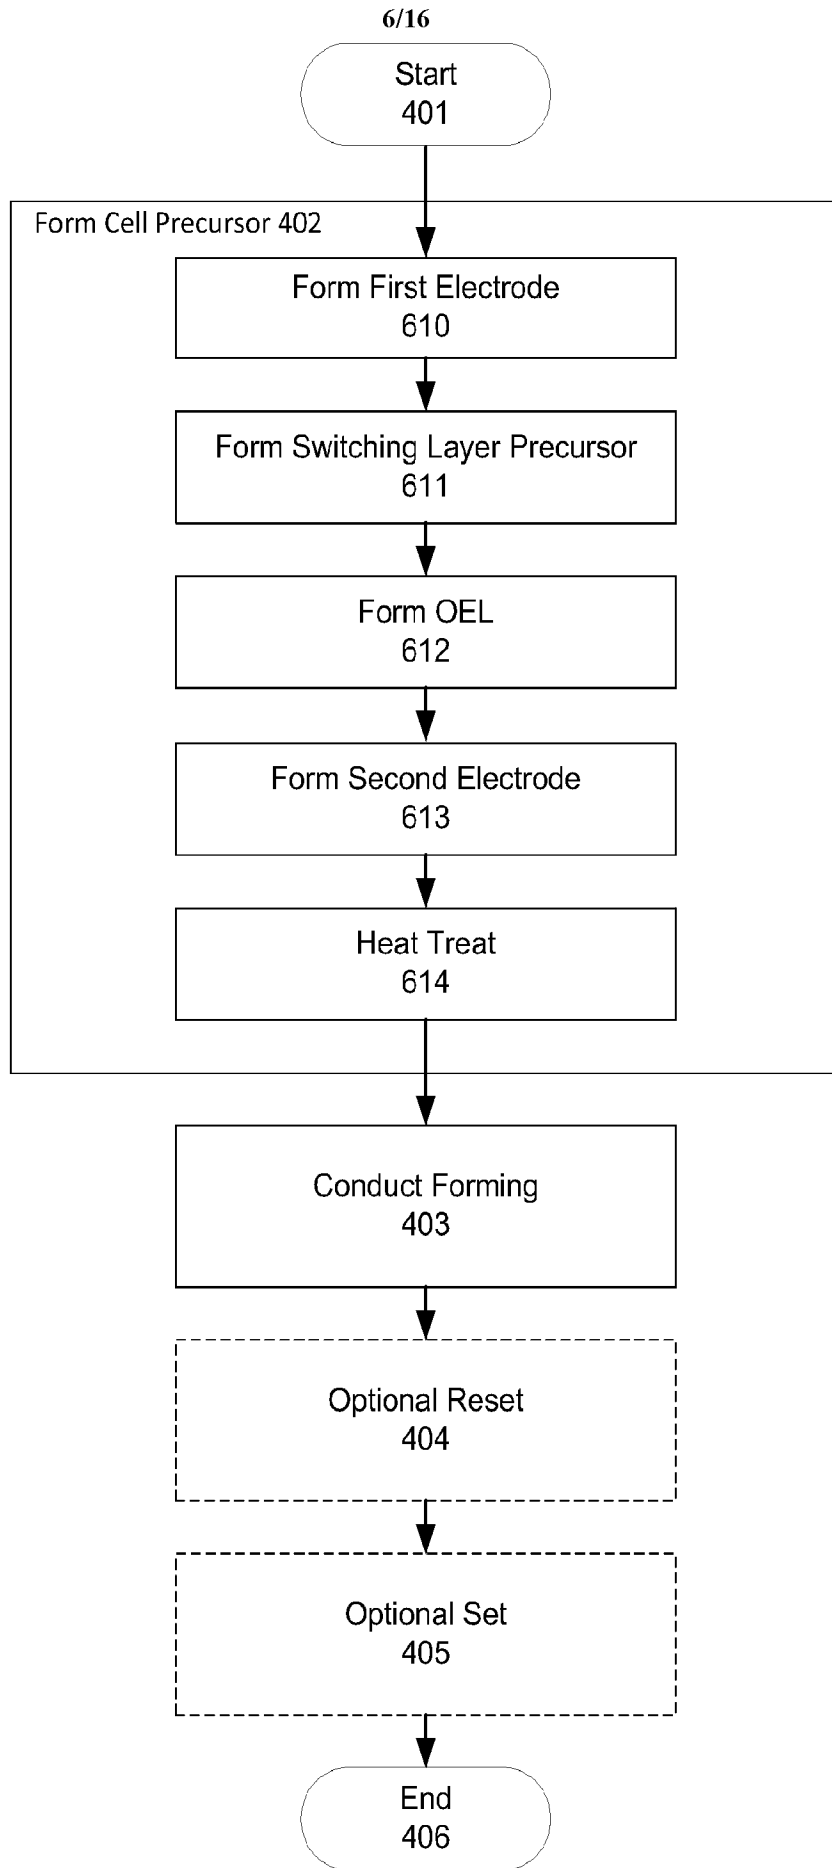 6/16
Start
401
Form Cell Precursor 402
Form First Electrode
610
Form Switching Layer Precursor
611
Form OEL
612
Form Second Electrode
613
Heat Treat
614
Conduct Forming
403
Optional Reset
404
Optional Set
405
End
406